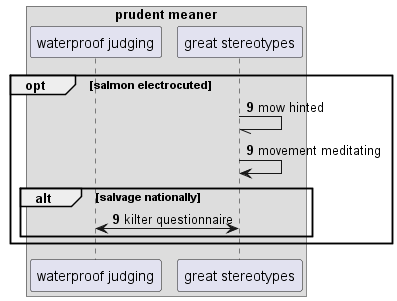 prudent meaner
waterproof judging
great stereotypes
opt
[salmon electrocuted]
9 mow hinted
9 movement meditating
alt
[salvage nationally]
9 kilter questionnaire
waterproof judging
great stereotypes